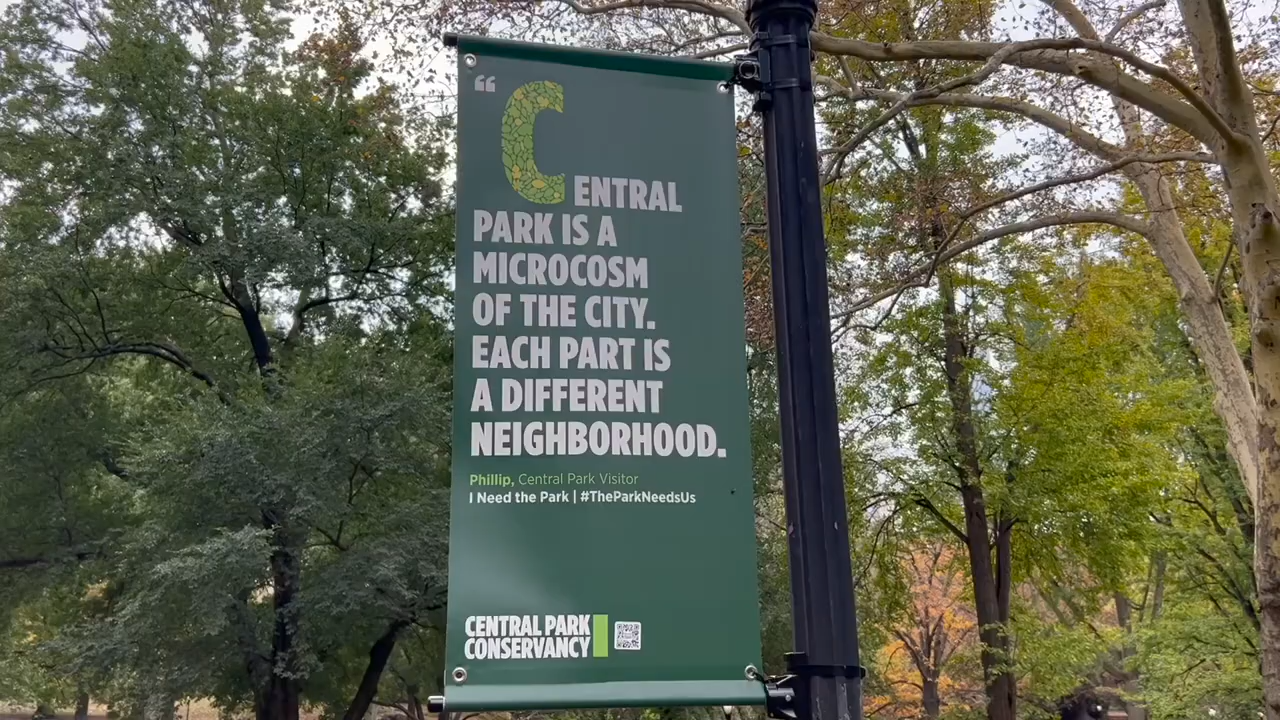 “CENTRAL
PARK IS A
MICROCOSM
OF THE CITY.
EACH PART IS
A DIFFERENT
NEIGHBORHOOD.
Phillip, Central Park Visitor
I Need the Park | #TheParkNeedsUs
CENTRAL PARK
CONSERVANCY